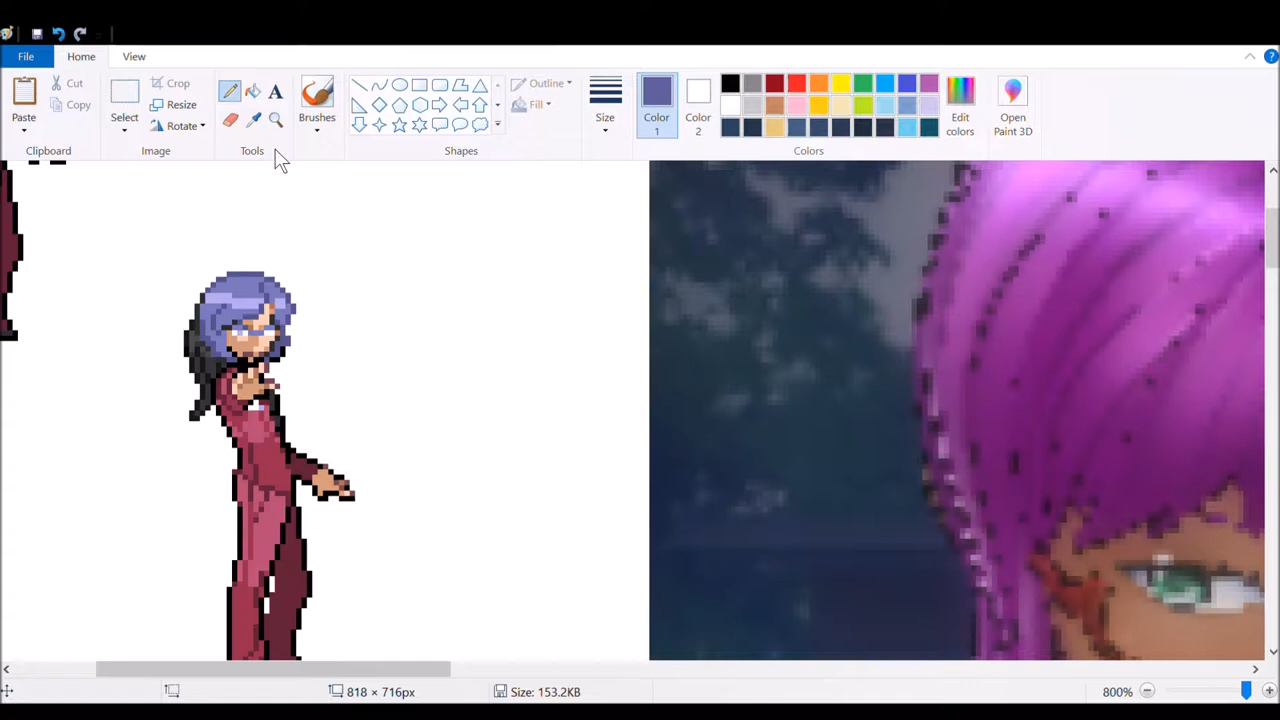 File Home View
Paste
Cut
Copy
Clipboard
Select
Crop
Resize
Rotate
Image
A
Tools
Brushes
Outline
Fill
Shapes
Size
Color 1
Color 2
Edit colors
Colors
Open Paint 3D
?
818 × 716px
Size: 153.2KB
800%